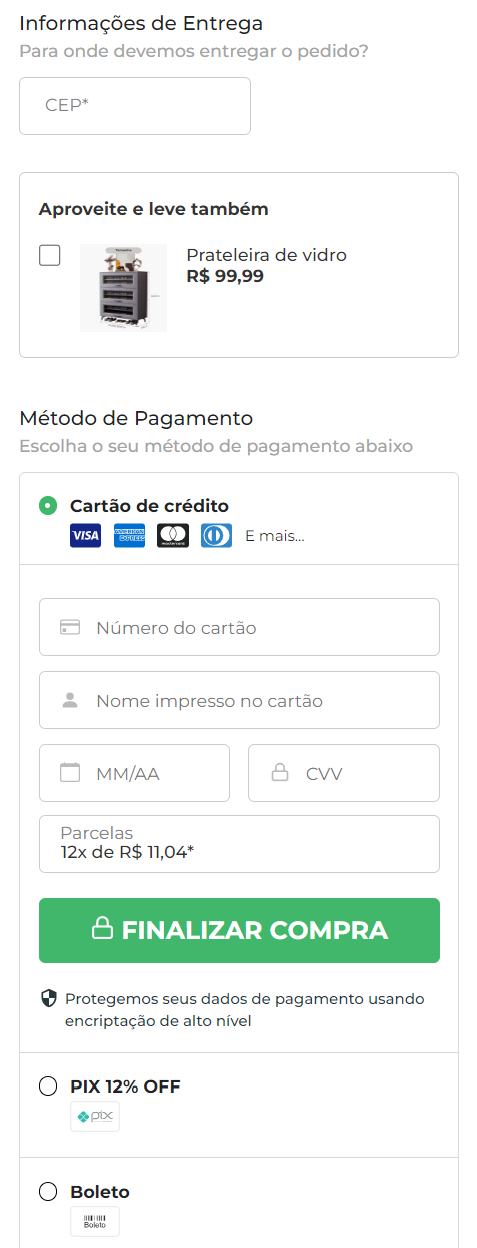 Informações de Entrega
Para onde devemos entregar o pedido?
CEP*
Aproveite e leve também
Prateleira de vidro
R$ 99,99
Método de Pagamento
Escolha o seu método de pagamento abaixo
Cartão de crédito
VISA
AMERICAN EXPRESS
mastercard
E mais...
Número do cartão
Nome impresso no cartão
MM/AA
CVV
Parcelas
12x de R$ 11,04*
FINALIZAR COMPRA
Protegemos seus dados de pagamento usando
encriptação de alto nível
PIX 12% OFF
pix
Boleto
Boleto